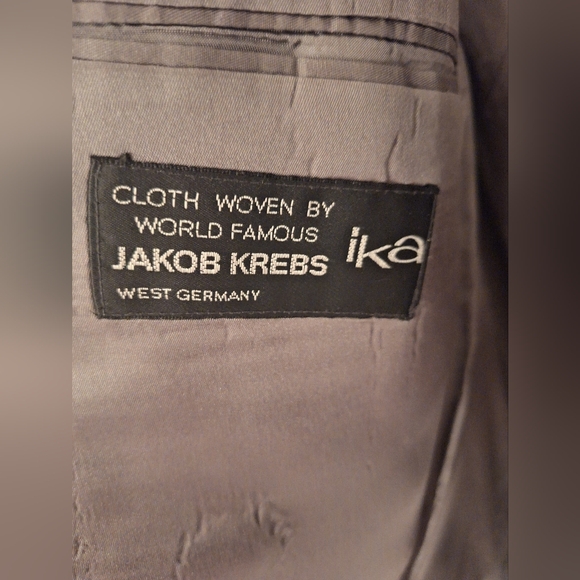 CLOTH WOVEN BY
WORLD FAMOUS
JAKOB KREBS
WEST GERMANY
ika